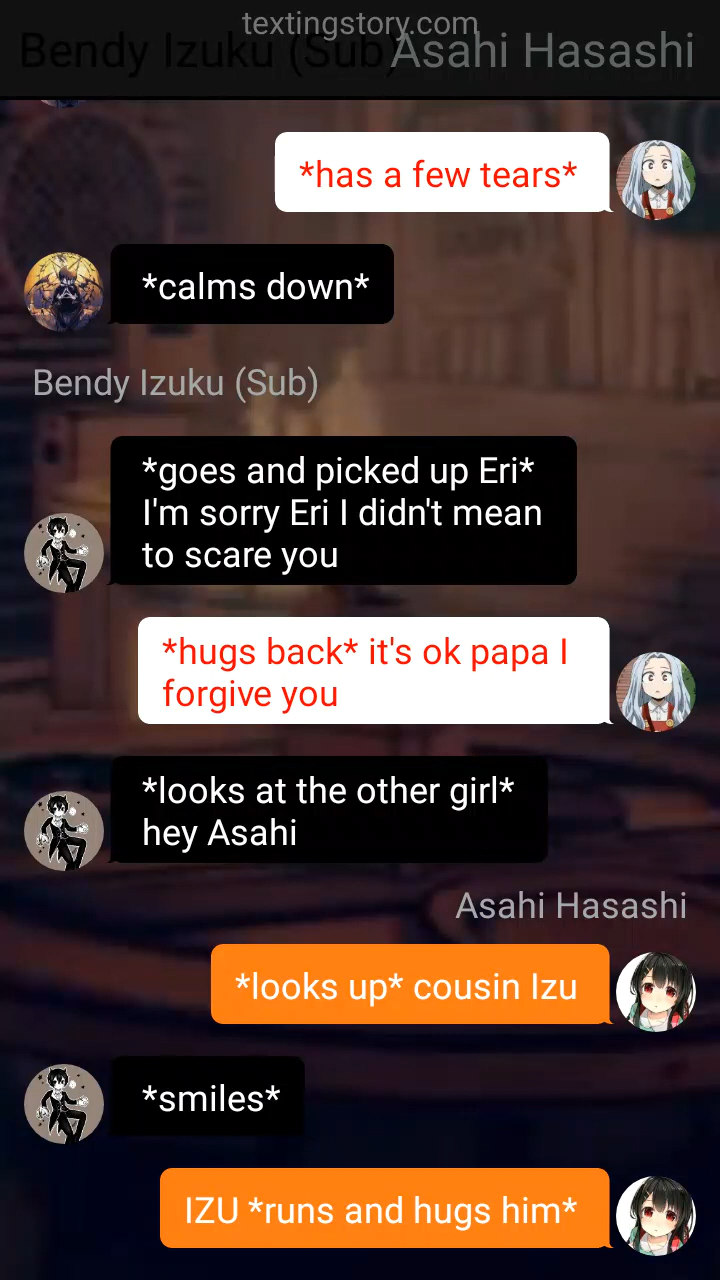 textingstory.com
Bendy Izuku (Sub)
Asahi Hasashi
*has a few tears*
*calms down*
Bendy Izuku (Sub)
*goes and picked up Eri*
I'm sorry Eri I didn't mean
to scare you
*hugs back* it's ok papa I
forgive you
*looks at the other girl*
hey Asahi
Asahi Hasashi
*looks up* cousin Izu
*smiles*
IZU *runs and hugs him*